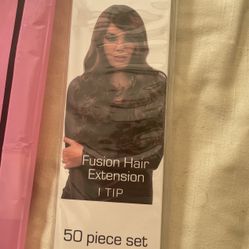 Fusion Hair
Extension
I TIP
50 piece set